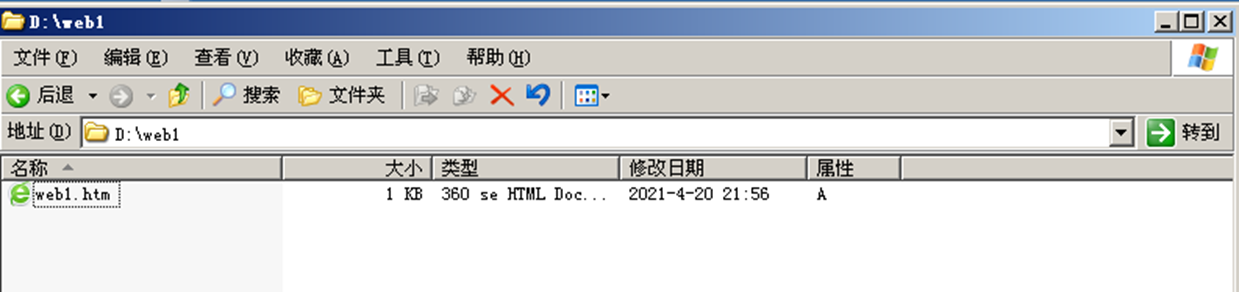 D:\web1
文件(F) 编辑(E) 查看(V) 收藏(A) 工具(T) 帮助(H)
后退 搜索 文件夹
地址(D) D:\web1 转到
名称 大小 类型 修改日期 属性
web1.htm 1 KB 360 se HTML Doc... 2021-4-20 21:56 A